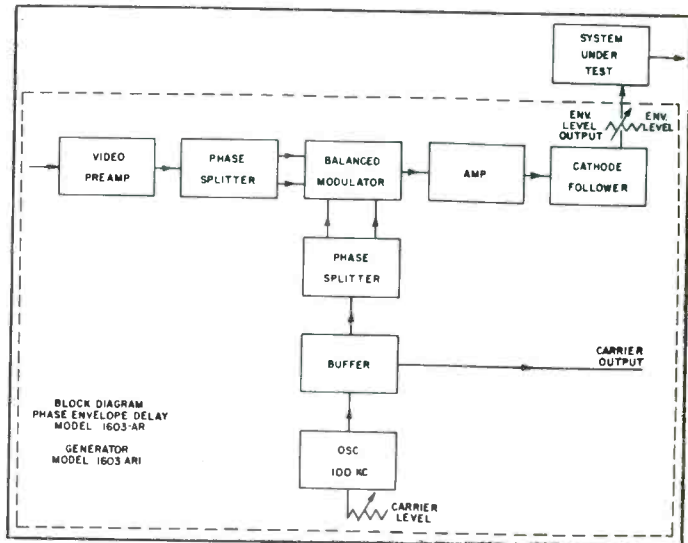 SYSTEM
UNDER
TEST
ENV.
LEVEL
OUTPUT
ENV.
LEVEL
VIDEO
PREAMP
PHASE
SPLITTER
BALANCED
MODULATOR
AMP
CATHODE
FOLLOWER
PHASE
SPLITTER
BUFFER
CARRIER
OUTPUT
BLOCK DIAGRAM
PHASE ENVELOPE DELAY
MODEL 1603-AR
GENERATOR
MODEL 1603 AR1
OSC
100 KC
CARRIER
LEVEL